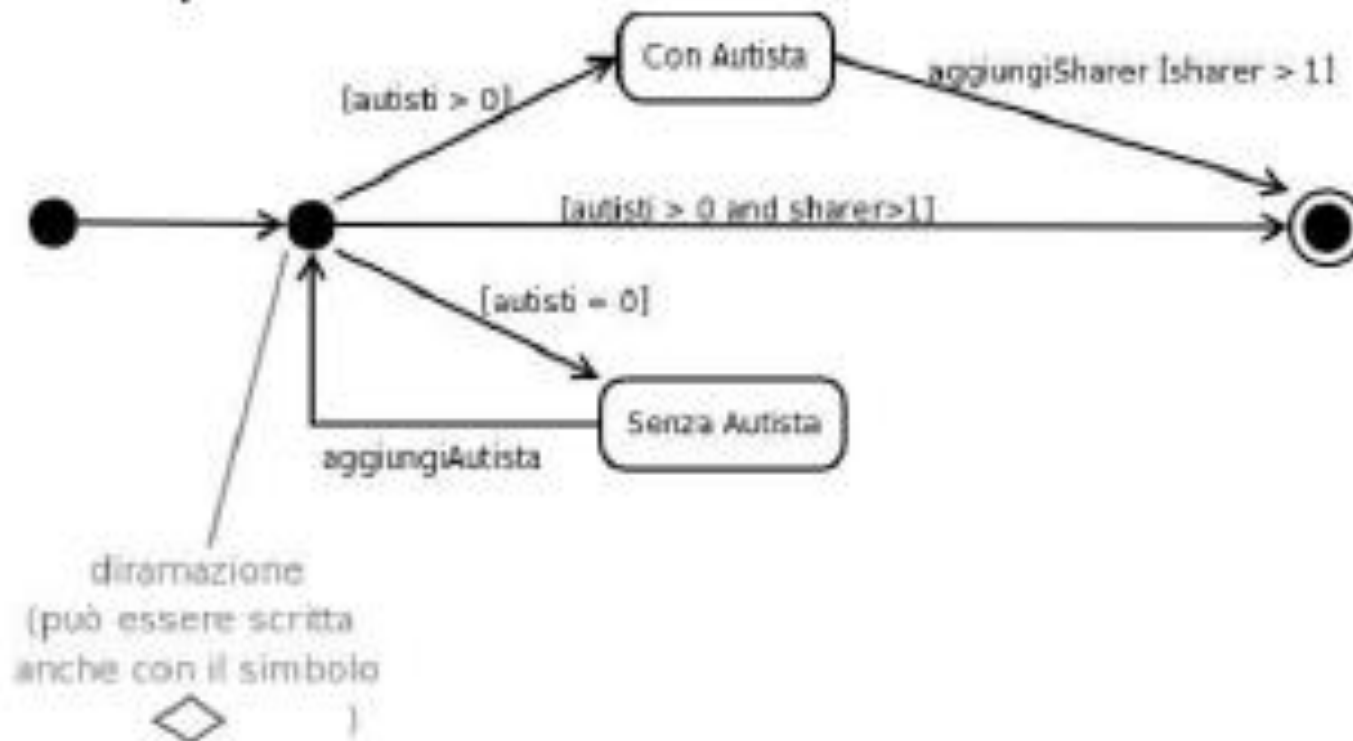 Con Autista
aggiungiSharer [sharer > 1]
[autisti > 0]
[autisti > 0 and sharer>1]
[autisti = 0]
Senza Autista
aggiungiAutista
diramazione
(può essere scritta
anche con il simbolo
)